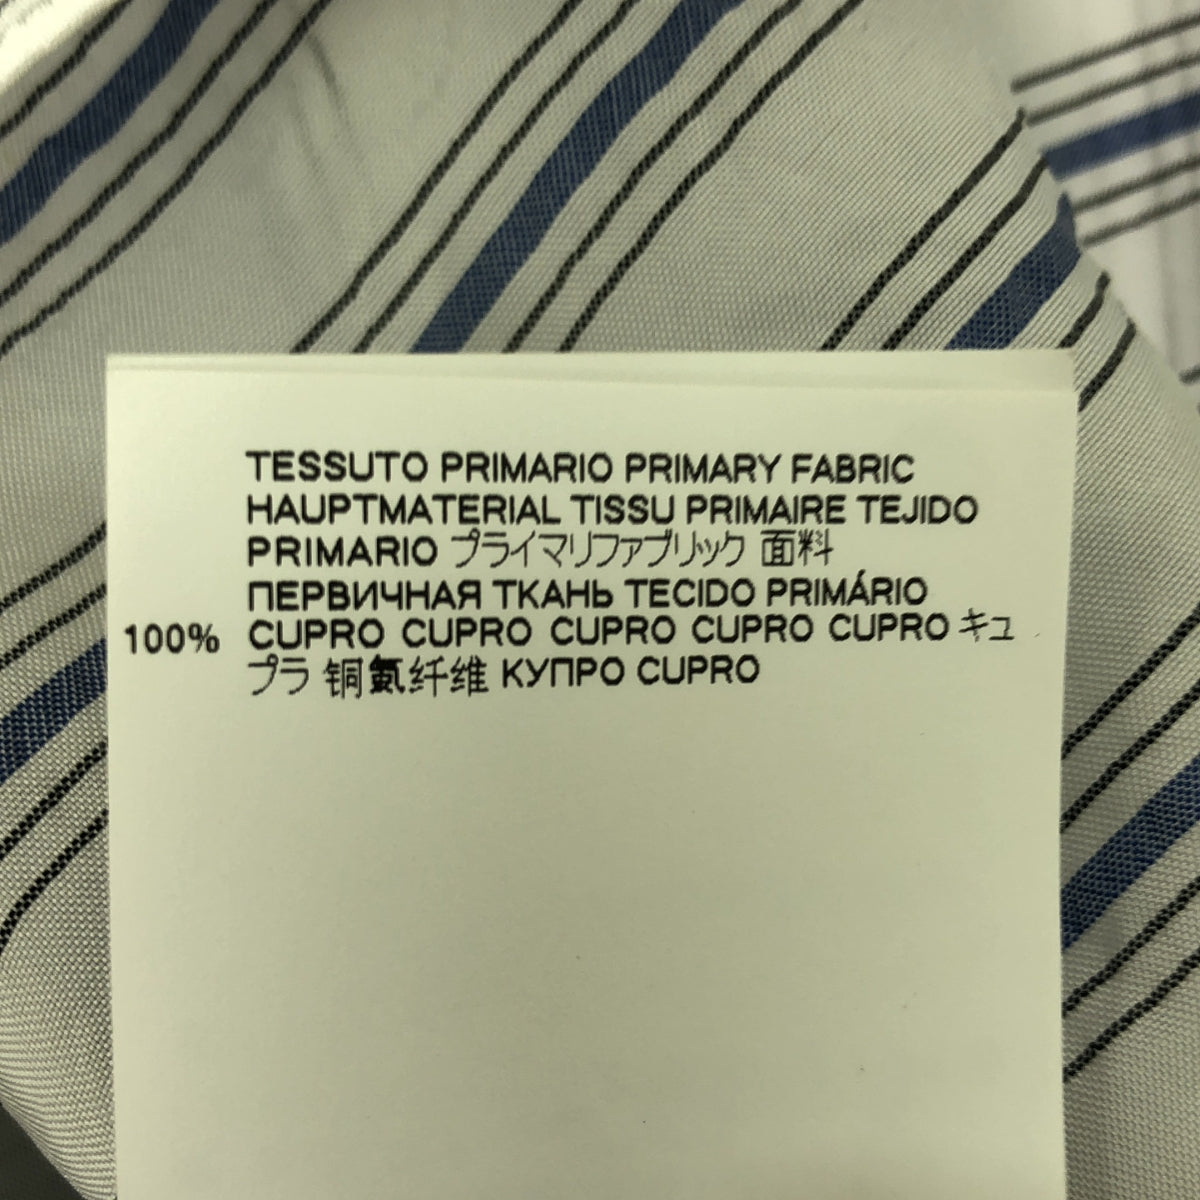 TESSUTO PRIMARIO PRIMARY FABRIC
HAUPTMATERIAL TISSU PRIMAIRE TEJIDO
PRIMARIO プライマリファブリック 面料
ПЕРВИЧНАЯ ТКАНЬ TECIDO PRIMÁRIO
100% CUPRO CUPRO CUPRO CUPRO CUPRO キュ
プラ 铜氨纤维 КУПРО CUPRO